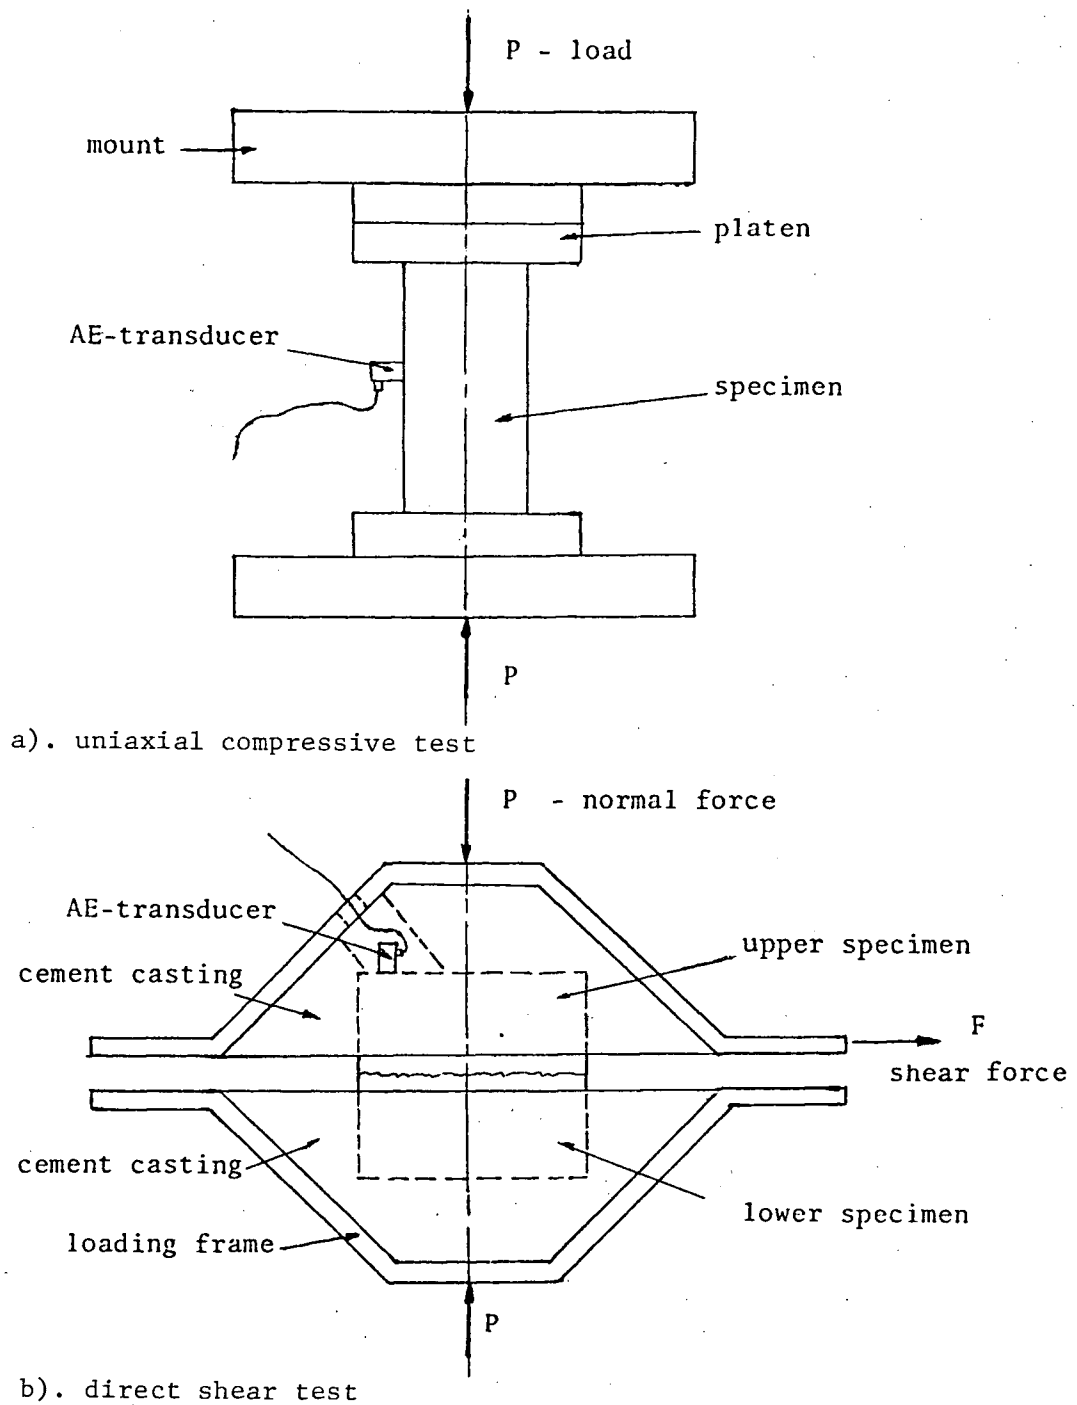 P - load
mount
platen
AE-transducer
specimen
P
a). uniaxial compressive test
P - normal force
AE-transducer
upper specimen
cement casting
F
shear force
cement casting
lower specimen
loading frame
P
b). direct shear test